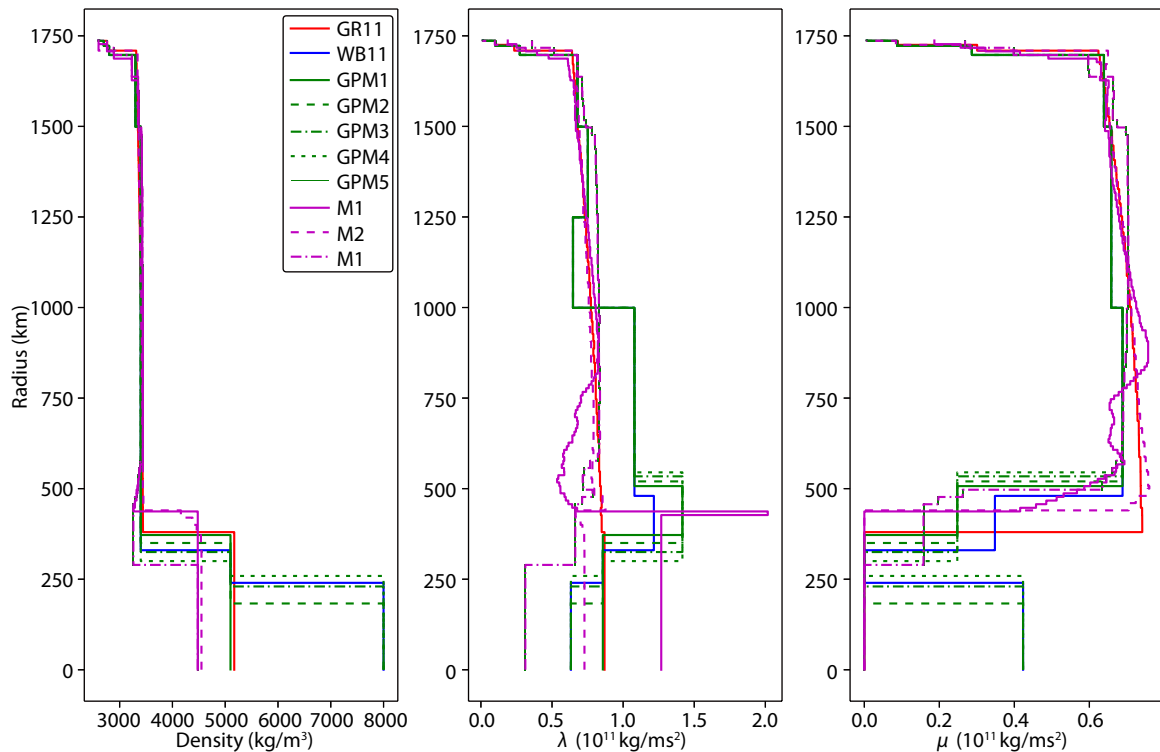 GR11
WB11
GPM1
GPM2
GPM3
GPM4
GPM5
M1
M2
M1
Radius (km)
1750
1500
1250
1000
750
500
250
0
3000 4000 5000 6000 7000 8000
Density (kg/m³)
1750
1500
1250
1000
750
500
250
0
0.0 0.5 1.0 1.5 2.0
λ (10¹¹ kg/ms²)
1750
1500
1250
1000
750
500
250
0
0.0 0.2 0.4 0.6
μ (10¹¹ kg/ms²)